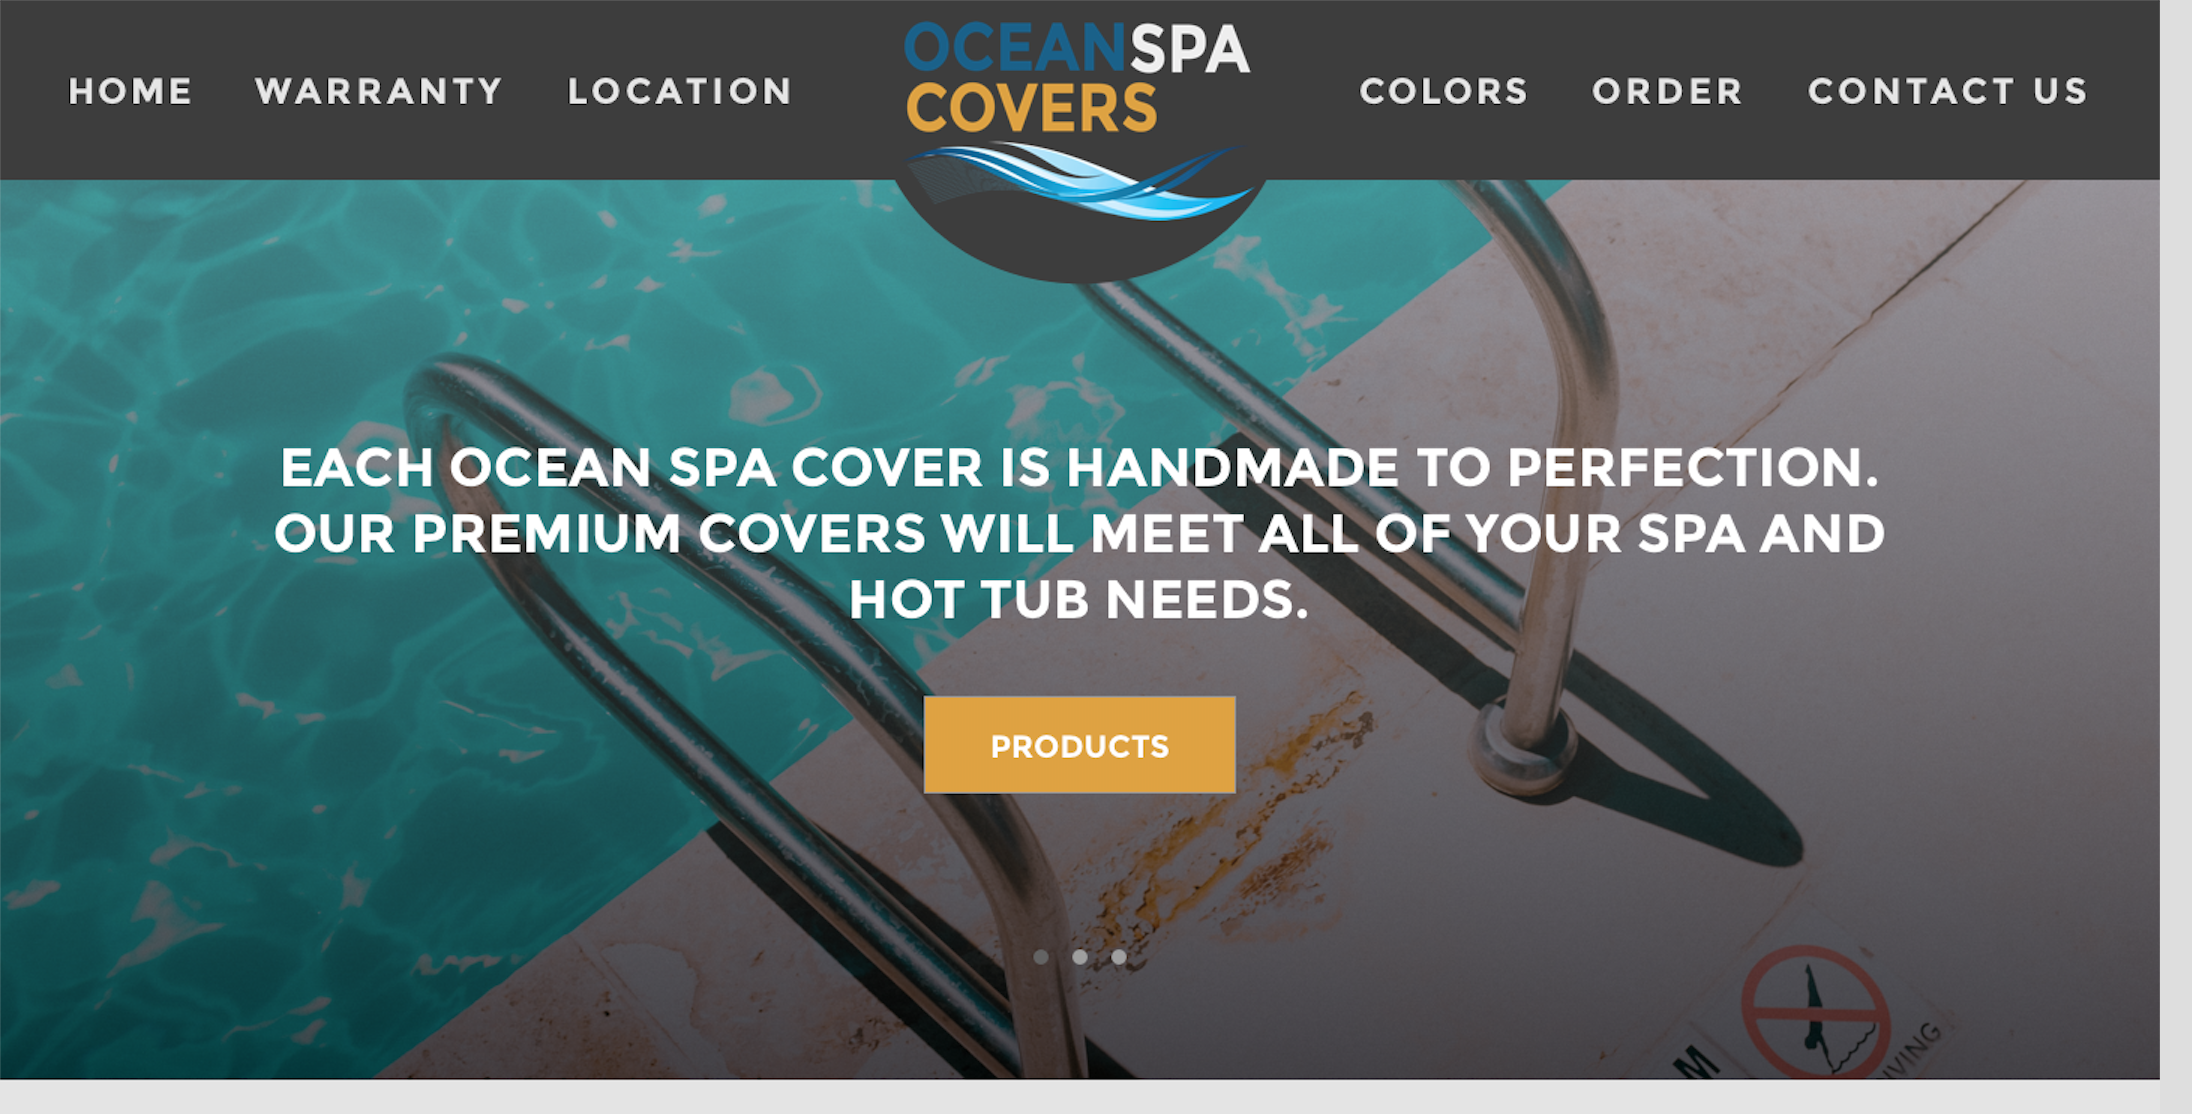 HOME WARRANTY LOCATION
OCEANSPA
COVERS
COLORS ORDER CONTACT US
EACH OCEAN SPA COVER IS HANDMADE TO PERFECTION.
OUR PREMIUM COVERS WILL MEET ALL OF YOUR SPA AND
HOT TUB NEEDS.
PRODUCTS
M
VING